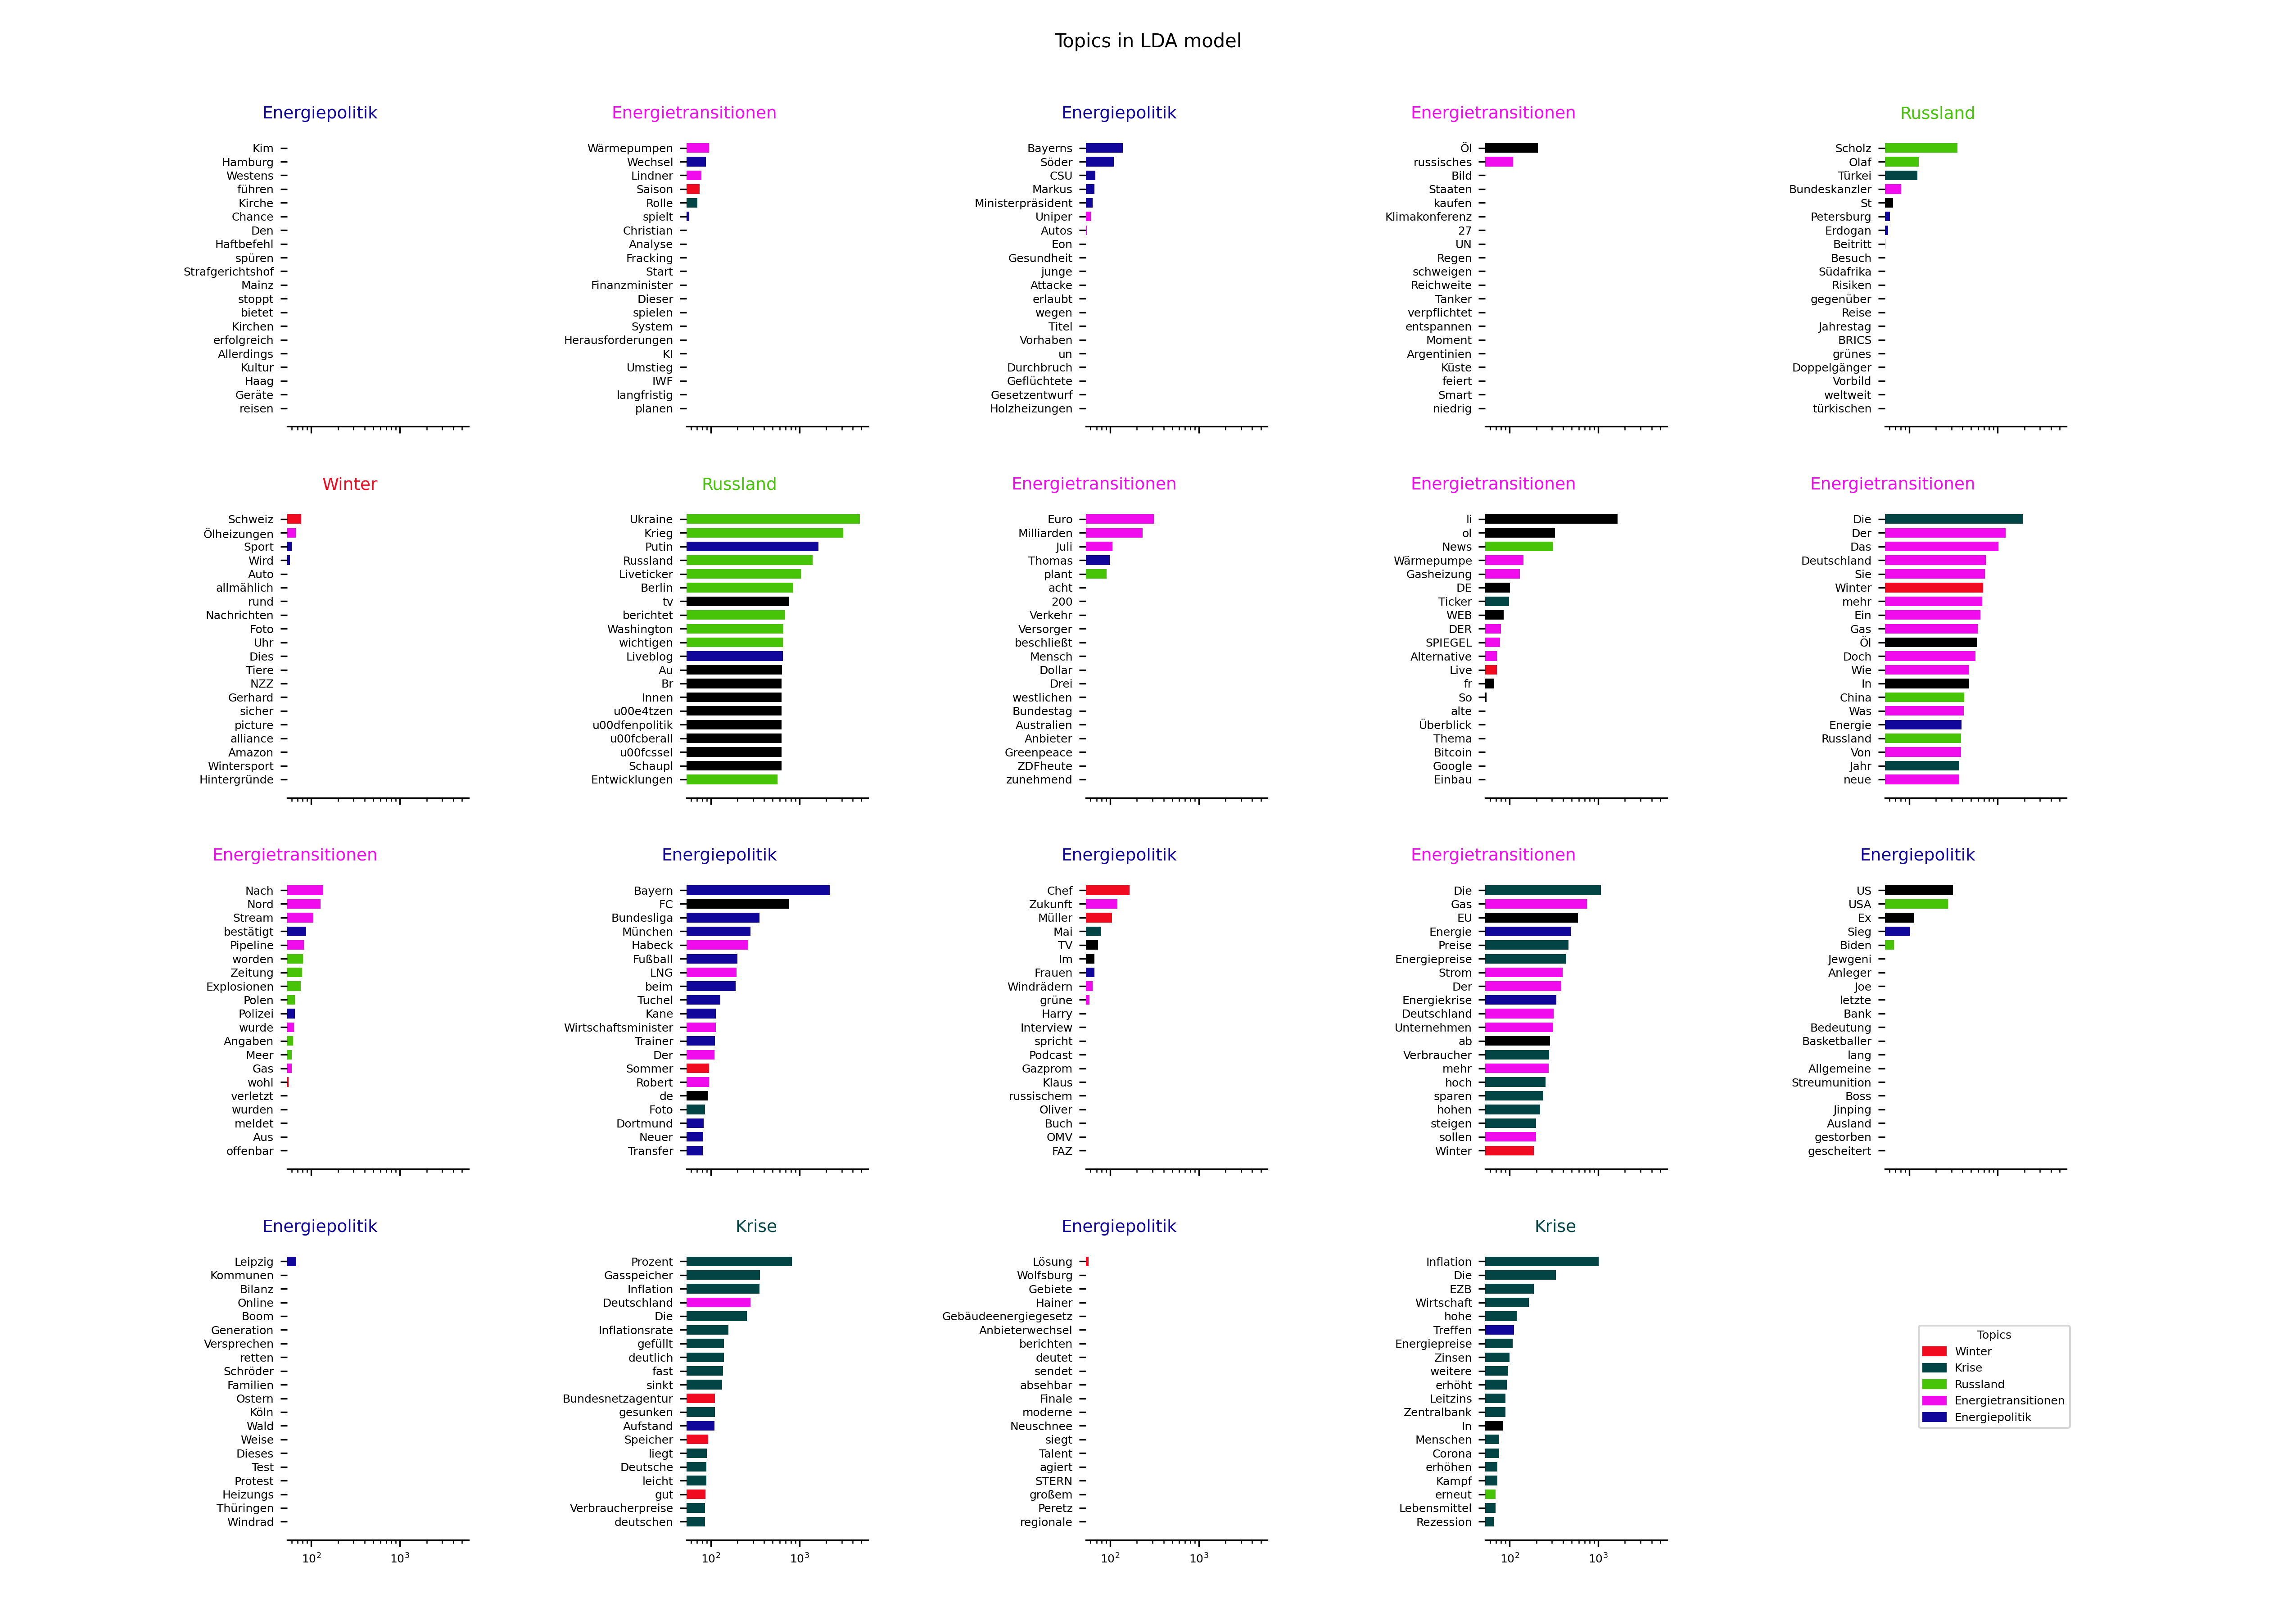 Topics in LDA model
Energiepolitik
Kim
Hamburg
Westens
führen
Kirche
Chance
Den
Haftbefehl
spüren
Strafgerichtshof
Mainz
stoppt
bietet
Kirchen
erfolgreich
Allerdings
Kultur
Haag
Geräte
reisen
Energietransitionen
Wärmepumpen
Wechsel
Lindner
Saison
Rolle
spielt
Christian
Analyse
Fracking
Start
Finanzminister
Dieser
spielen
System
Herausforderungen
KI
Umstieg
IWF
langfristig
planen
Energiepolitik
Bayerns
Söder
CSU
Markus
Ministerpräsident
Uniper
Autos
Eon
Gesundheit
junge
Attacke
erlaubt
wegen
Titel
Vorhaben
un
Durchbruch
Geflüchtete
Gesetzentwurf
Holzheizungen
Energietransitionen
Öl
russisches
Bild
Staaten
kaufen
Klimakonferenz
27
UN
Regen
schweigen
Reichweite
Tanker
verpflichtet
entspannen
Moment
Argentinien
Küste
feiert
Smart
niedrig
Russland
Scholz
Olaf
Türkei
Bundeskanzler
St
Petersburg
Erdogan
Beitritt
Besuch
Südafrika
Risiken
gegenüber
Reise
Jahrestag
BRICS
grünes
Doppelgänger
Vorbild
weltweit
türkischen
Winter
Schweiz
Ölheizungen
Sport
Wird
Auto
allmählich
rund
Nachrichten
Foto
Uhr
Dies
Tiere
NZZ
Gerhard
sicher
picture
alliance
Amazon
Wintersport
Hintergründe
Russland
Ukraine
Krieg
Putin
Russland
Liveticker
Berlin
tv
berichtet
Washington
wichtigen
Liveblog
Au
Br
Innen
u00e4tzen
u00dfenpolitik
u00fcberall
u00fcssel
Schaupl
Entwicklungen
Energietransitionen
Euro
Milliarden
Juli
Thomas
plant
acht
200
Verkehr
Versorger
beschließt
Mensch
Dollar
Drei
westlichen
Bundestag
Australien
Anbieter
Greenpeace
ZDFheute
zunehmend
Energietransitionen
li
ol
News
Wärmepumpe
Gasheizung
DE
Ticker
WEB
DER
SPIEGEL
Alternative
Live
fr
So
alte
Überblick
Thema
Bitcoin
Google
Einbau
Energietransitionen
Die
Der
Das
Deutschland
Sie
Winter
mehr
Ein
Gas
Öl
Doch
Wie
In
China
Was
Energie
Russland
Von
Jahr
neue
Energietransitionen
Nach
Nord
Stream
bestätigt
Pipeline
worden
Zeitung
Explosionen
Polen
Polizei
wurde
Angaben
Meer
Gas
wohl
verletzt
wurden
meldet
Aus
offenbar
Energiepolitik
Bayern
FC
Bundesliga
München
Habeck
Fußball
LNG
beim
Tuchel
Kane
Wirtschaftsminister
Trainer
Der
Sommer
Robert
de
Foto
Dortmund
Neuer
Transfer
Energiepolitik
Chef
Zukunft
Müller
Mai
TV
Im
Frauen
Windrädern
grüne
Harry
Interview
spricht
Podcast
Gazprom
Klaus
russischem
Oliver
Buch
OMV
FAZ
Energietransitionen
Die
Gas
EU
Energie
Preise
Energiepreise
Strom
Der
Energiekrise
Deutschland
Unternehmen
ab
Verbraucher
mehr
hoch
sparen
hohen
steigen
sollen
Winter
Energiepolitik
US
USA
Ex
Sieg
Biden
Jewgeni
Anleger
Joe
letzte
Bank
Bedeutung
Basketballer
lang
Allgemeine
Streumunition
Boss
Jinping
Ausland
gestorben
gescheitert
Energiepolitik
Leipzig
Kommunen
Bilanz
Online
Boom
Generation
Versprechen
retten
Schröder
Familien
Ostern
Köln
Wald
Weise
Dieses
Test
Protest
Heizungs
Thüringen
Windrad
10² 10³
Krise
Prozent
Gasspeicher
Inflation
Deutschland
Die
Inflationsrate
gefüllt
deutlich
fast
sinkt
Bundesnetzagentur
gesunken
Aufstand
Speicher
liegt
Deutsche
leicht
gut
Verbraucherpreise
deutschen
10² 10³
Energiepolitik
Lösung
Wolfsburg
Gebiete
Hainer
Gebäudeenergiegesetz
Anbieterwechsel
berichten
deutet
sendet
absehbar
Finale
moderne
Neuschnee
siegt
Talent
agiert
STERN
großem
Peretz
regionale
10² 10³
Krise
Inflation
Die
EZB
Wirtschaft
hohe
Treffen
Energiepreise
Zinsen
weitere
erhöht
Leitzins
Zentralbank
In
Menschen
Corona
erhöhen
Kampf
erneut
Lebensmittel
Rezession
10² 10³
Topics
Winter
Krise
Russland
Energietransitionen
Energiepolitik